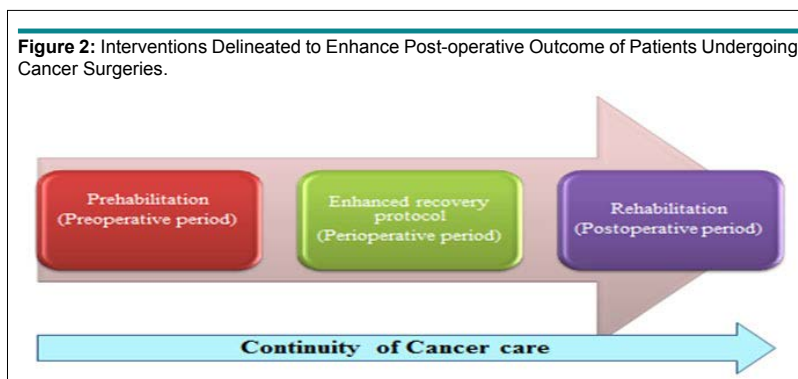 Figure 2: Interventions Delineated to Enhance Post-operative Outcome of Patients Undergoing
Cancer Surgeries.
Prehabilitation
(Preoperative period)
Enhanced recovery
protocol
(Perioperative period)
Rehabilitation
(Postoperative period)
Continuity of Cancer care